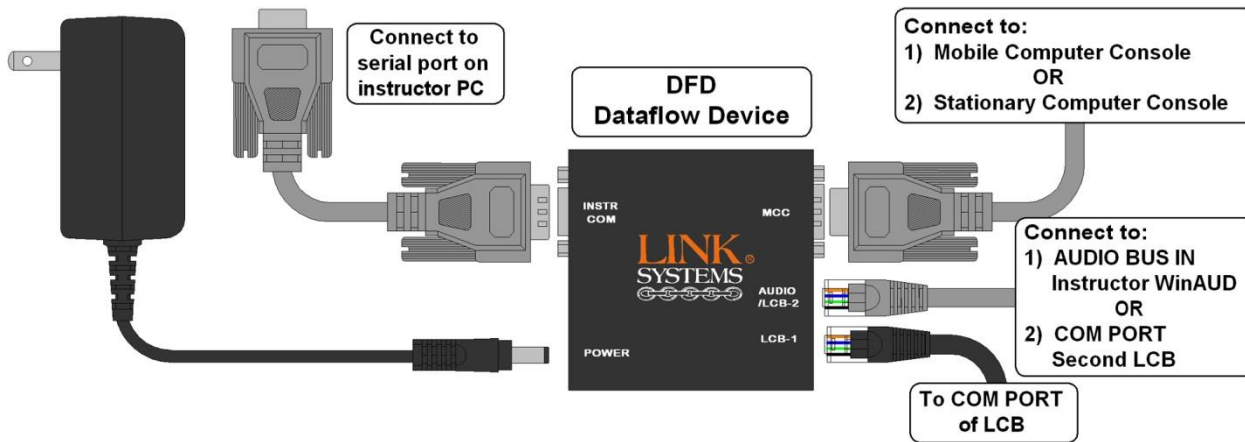 Connect to
serial port on
instructor PC
DFD
Dataflow Device
Connect to:
1) Mobile Computer Console
OR
2) Stationary Computer Console
INSTR
COM
MCC
LINK®
SYSTEMS
AUDIO
/LCB-2
LCB-1
POWER
Connect to:
1) AUDIO BUS IN
Instructor WinAUD
OR
2) COM PORT
Second LCB
To COM PORT
of LCB